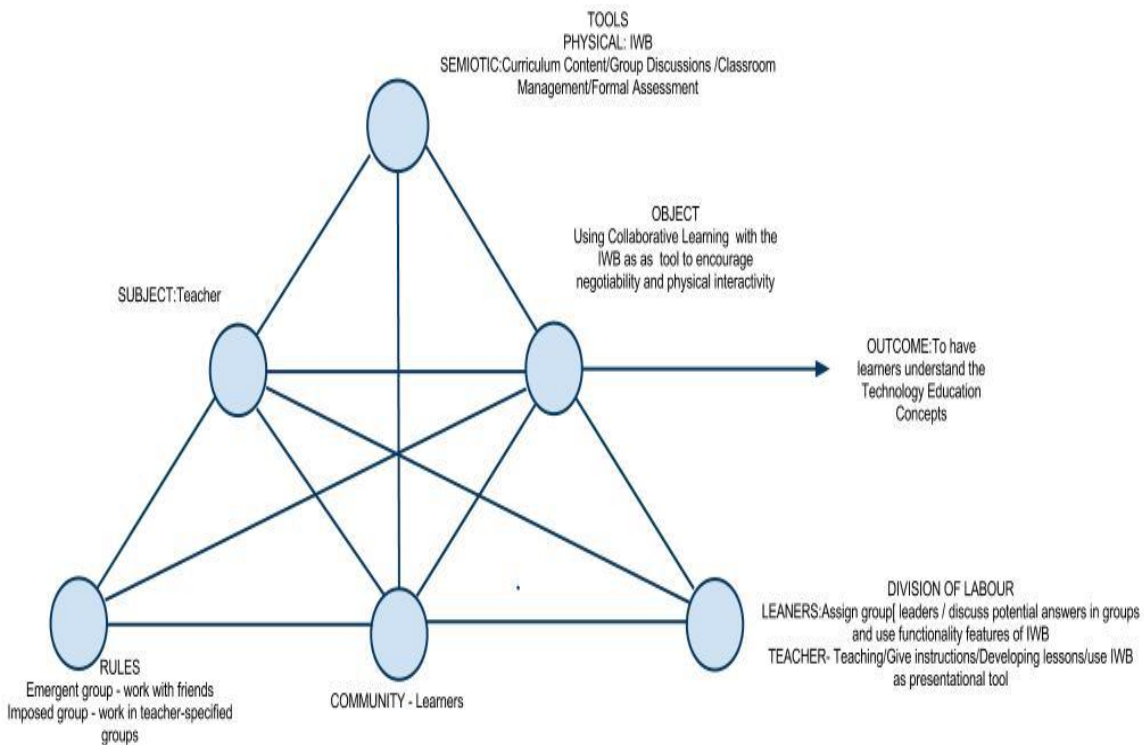 TOOLS
PHYSICAL: IWB
SEMIOTIC:Curriculum Content/Group Discussions /Classroom
Management/Formal Assessment
OBJECT
Using Collaborative Learning with the
IWB as as tool to encourage
negotiability and physical interactivity
SUBJECT:Teacher
OUTCOME:To have
learners understand the
Technology Education
Concepts
DIVISION OF LABOUR
LEANERS:Assign group[ leaders / discuss potential answers in groups
and use functionality features of IWB
TEACHER- Teaching/Give instructions/Developing lessons/use IWB
as presentational tool
RULES
Emergent group - work with friends
Imposed group - work in teacher-specified
groups
COMMUNITY - Learners